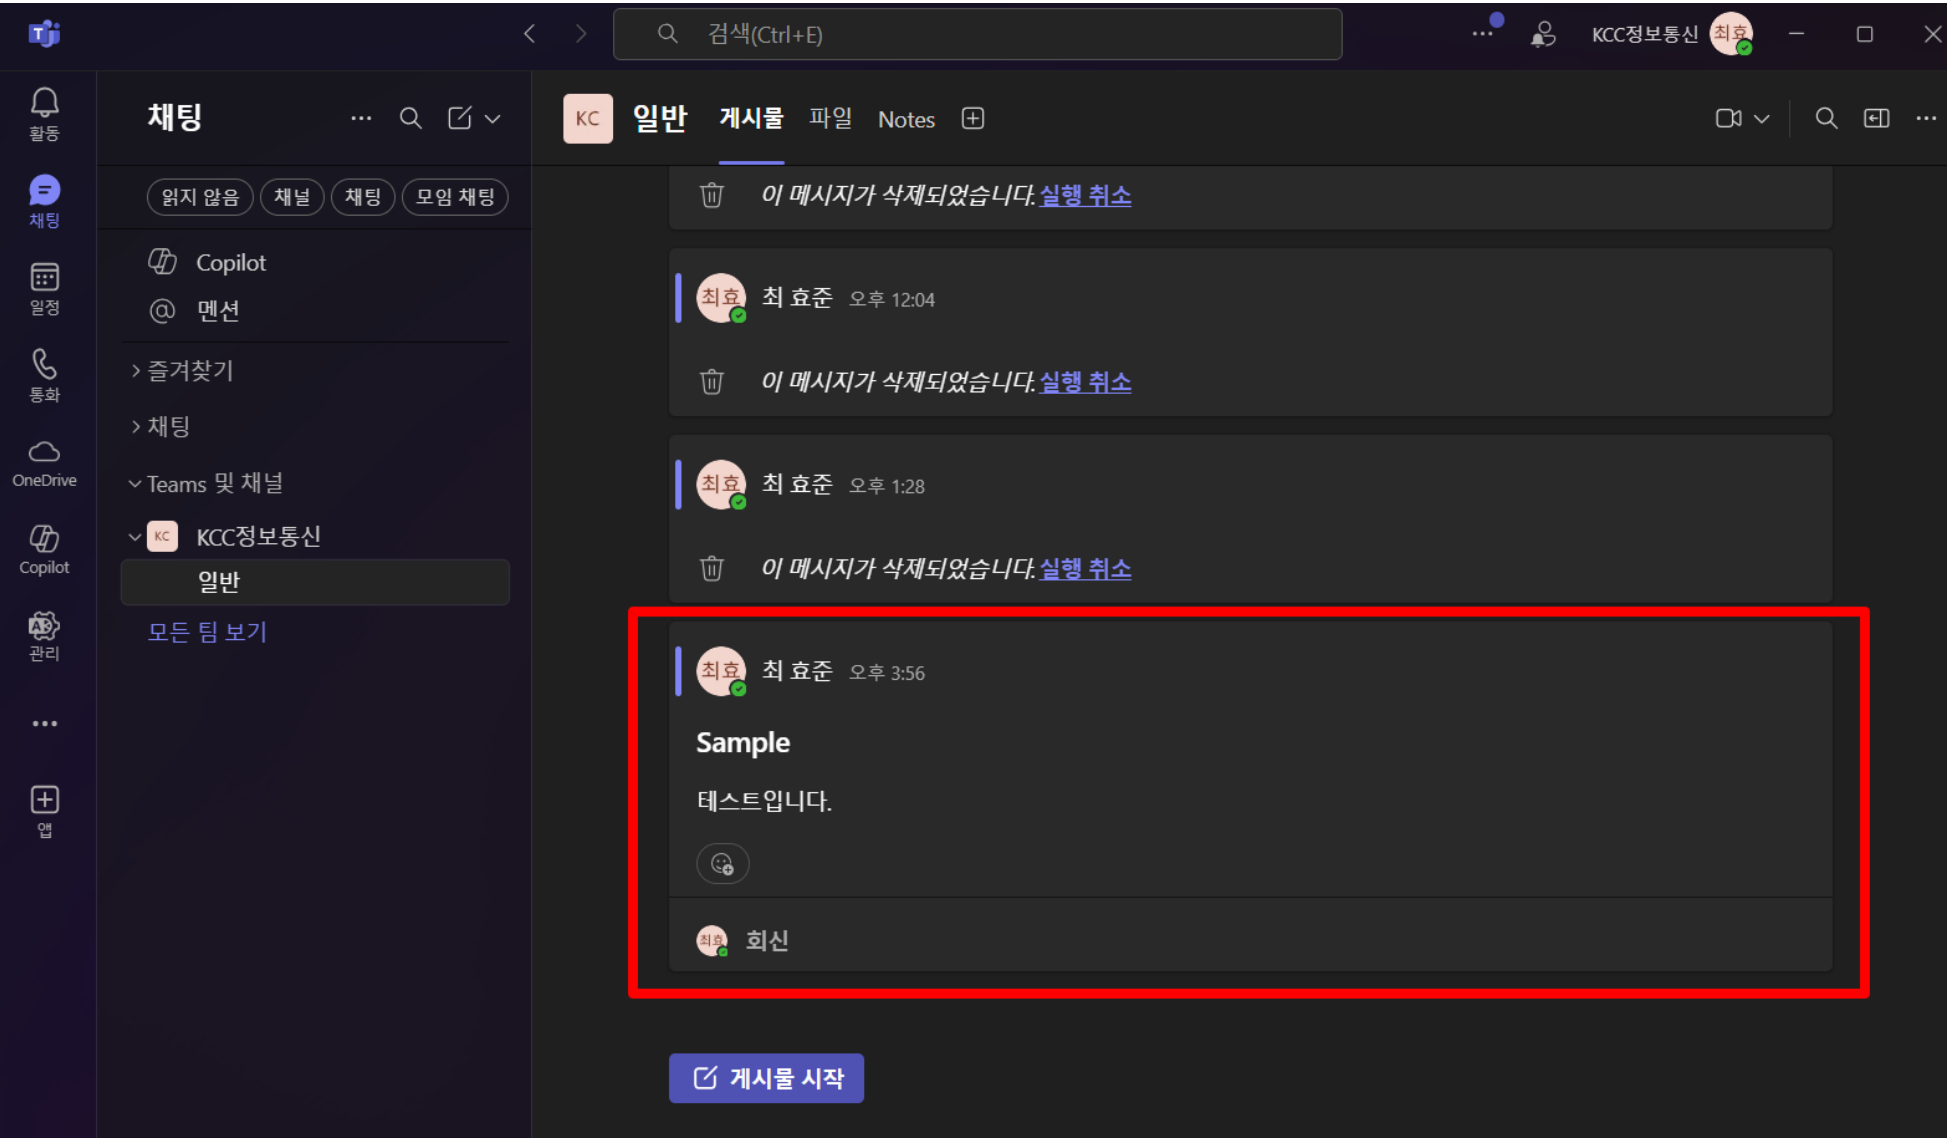 검색(Ctrl+E)
KCC정보통신
최효
활동
채팅
일정
통화
OneDrive
Copilot
관리
앱
채팅
읽지 않음
채널
채팅
모임 채팅
Copilot
멘션
즐겨찾기
채팅
Teams 및 채널
KC
KCC정보통신
일반
모든 팀 보기
KC
일반
게시물
파일
Notes
이 메시지가 삭제되었습니다. 실행 취소
최효
최 효준 오후 12:04
이 메시지가 삭제되었습니다. 실행 취소
최효
최 효준 오후 1:28
이 메시지가 삭제되었습니다. 실행 취소
최효
최 효준 오후 3:56
Sample
테스트입니다.
최효
회신
게시물 시작